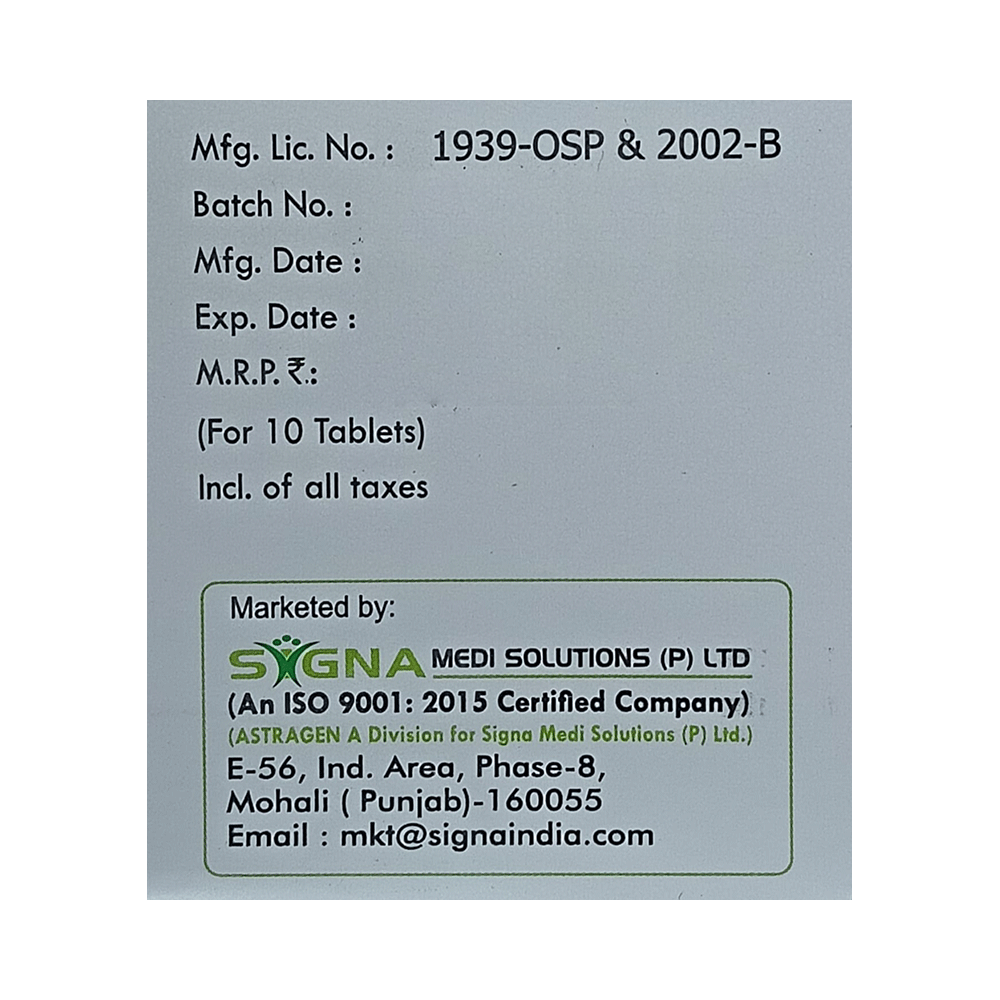 Mfg. Lic. No. : 1939-OSP & 2002-B
Batch No. :
Mfg. Date :
Exp. Date :
M.R.P. ₹.:
(For 10 Tablets)
Incl. of all taxes
Marketed by:
SIGNA MEDI SOLUTIONS (P) LTD
(An ISO 9001: 2015 Certified Company)
(ASTRAGEN A Division for Signa Medi Solutions (P) Ltd.)
E-56, Ind. Area, Phase-8,
Mohali ( Punjab)-160055
Email : mkt@signaindia.com